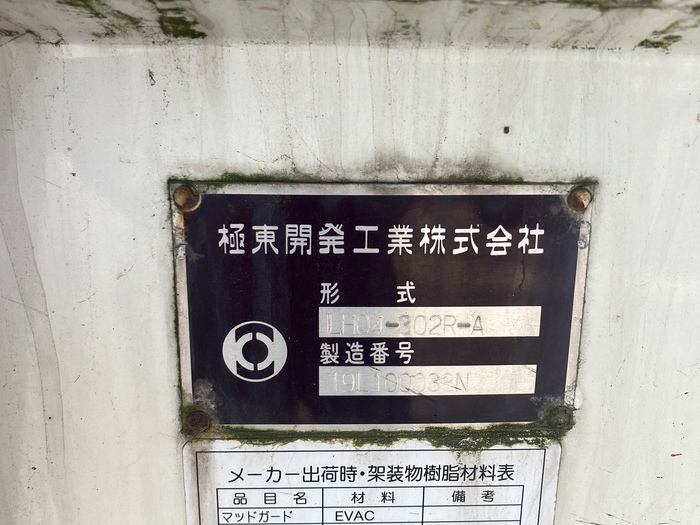 極東開発工業株式会社
形 式
LH04-302R-A
製造番号
メーカー出荷時・架装物樹脂材料表
品目名 材料 備考
マッドガード EVAC